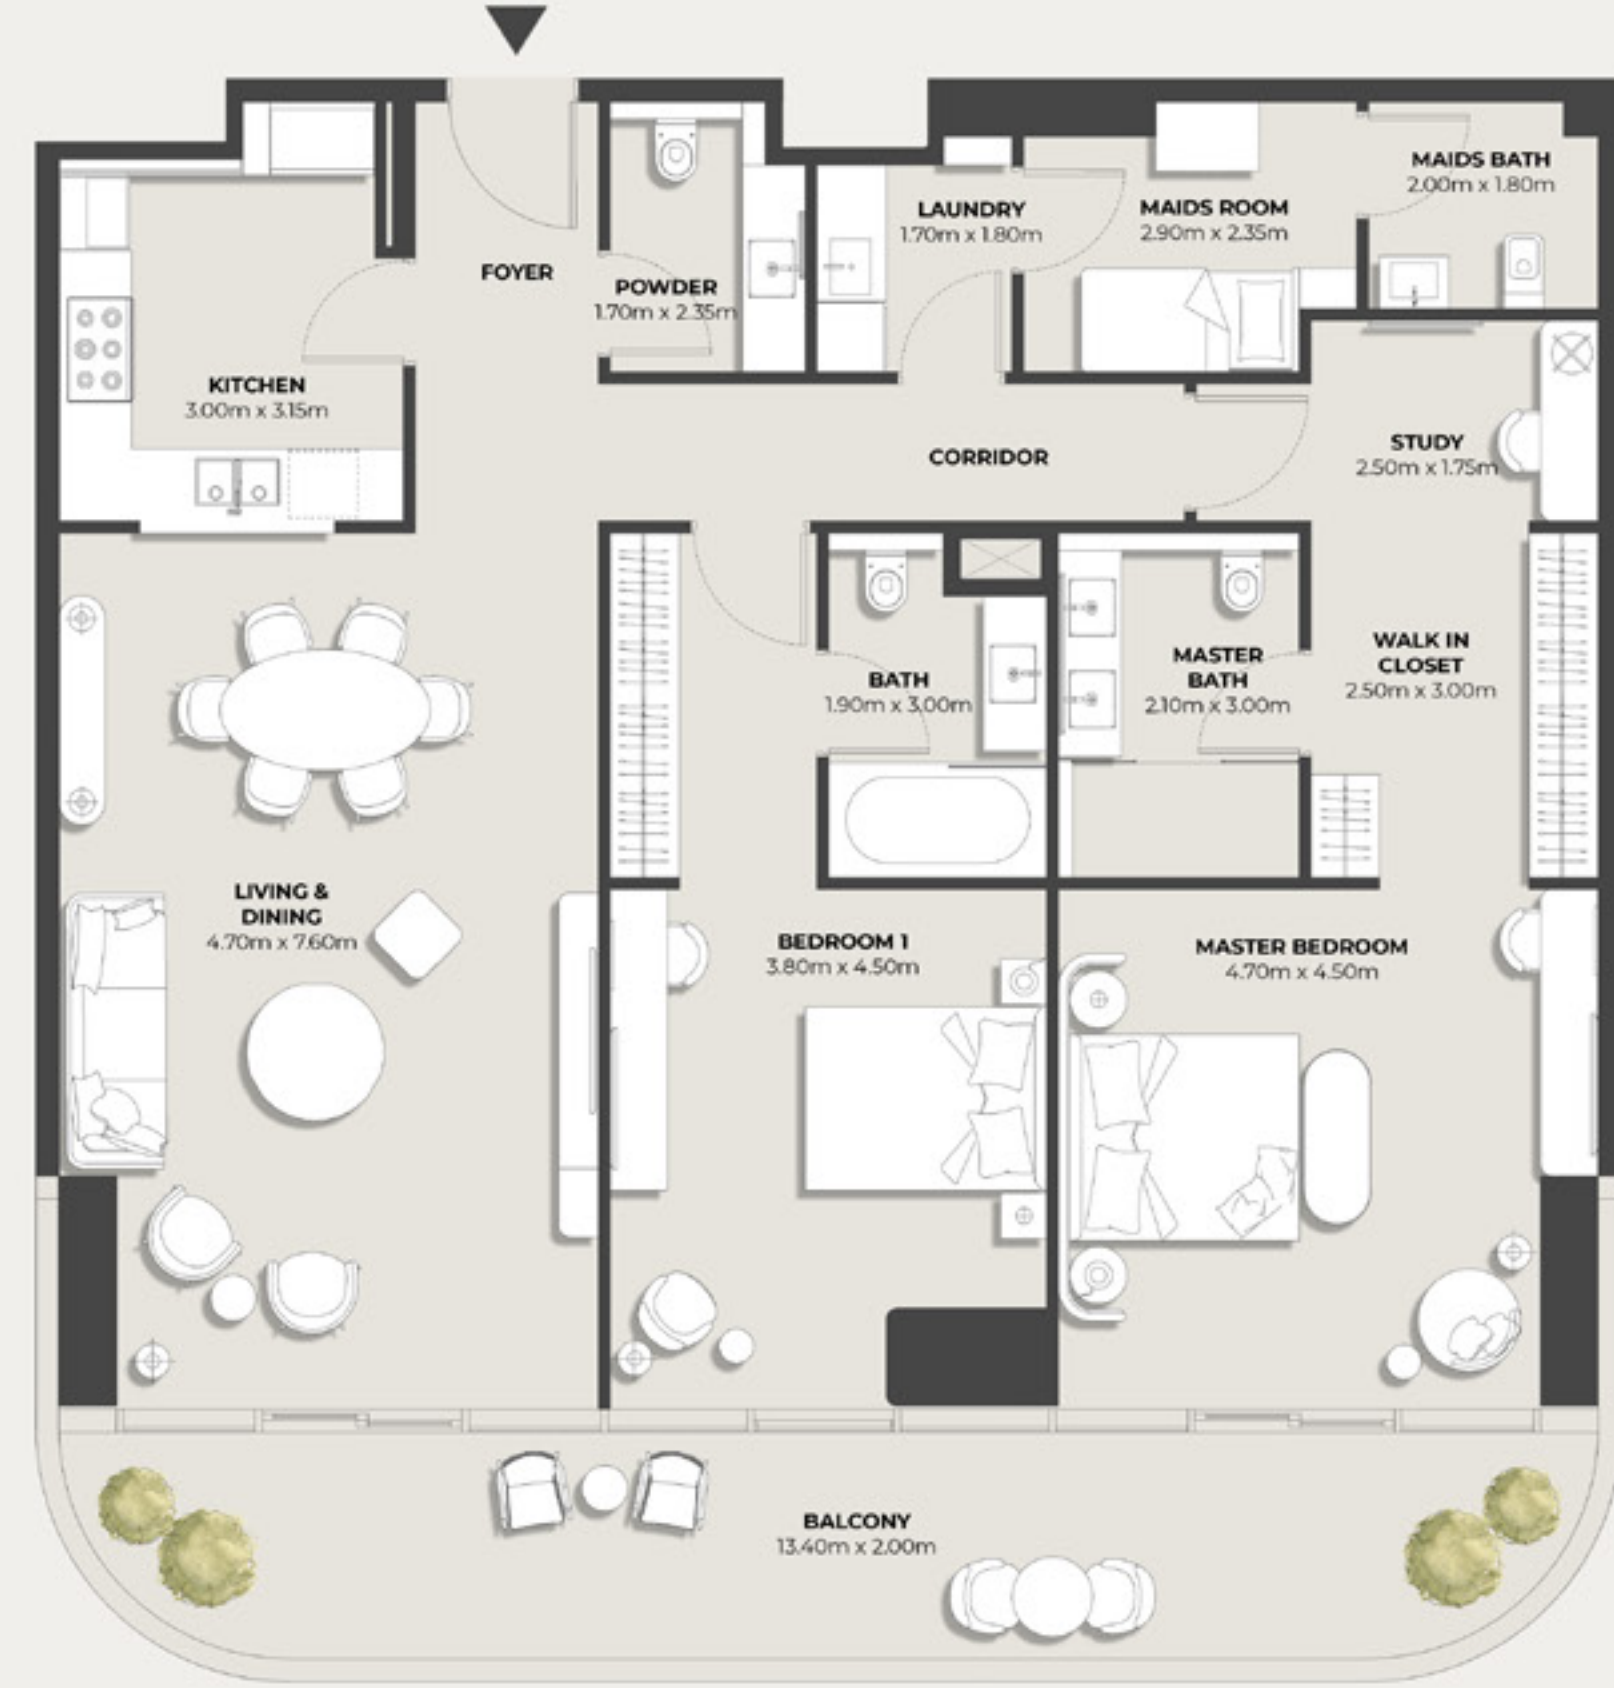 MAIDS BATH
2.00m x 1.80m
LAUNDRY
1.70m x 1.80m
MAIDS ROOM
2.90m x 2.35m
FOYER
POWDER
1.70m x 2.35m
KITCHEN
3.00m x 3.15m
CORRIDOR
STUDY
2.50m x 1.75m
BATH
1.90m x 3.00m
MASTER
BATH
2.10m x 3.00m
WALK IN
CLOSET
2.50m x 3.00m
LIVING &
DINING
4.70m x 7.60m
BEDROOM 1
3.80m x 4.50m
MASTER BEDROOM
4.70m x 4.50m
BALCONY
13.40m x 2.00m